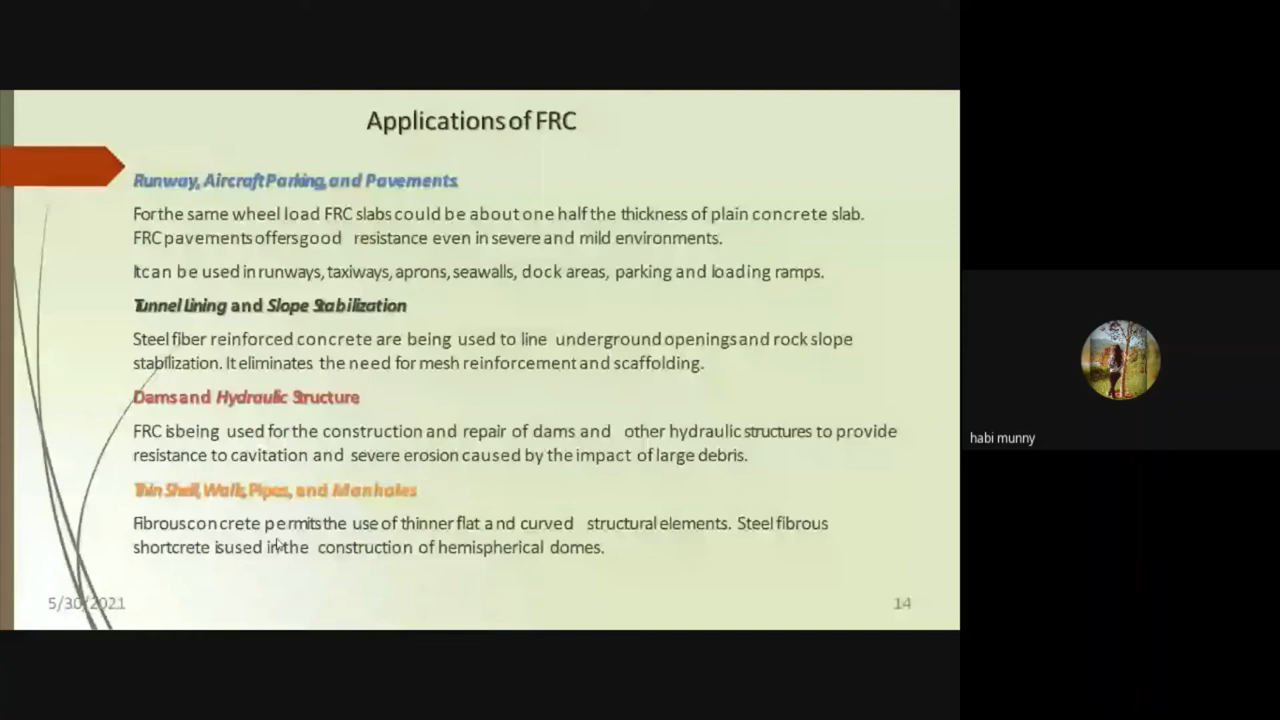 Applications of FRC
Runway, Aircraft Parking, and Pavements
For the same wheel load FRC slabs could be about one half the thickness of plain concrete slab.
FRC pavements offers good resistance even in severe and mild environments.
It can be used in runways, taxiways, aprons, seawalls, dock areas, parking and loading ramps.
Tunnel Lining and Slope Stabilization
Steel fiber reinforced concrete are being used to line underground openings and rock slope
stabilization. It eliminates the need for mesh reinforcement and scaffolding.
Dams and Hydraulic Structure
FRC is being used for the construction and repair of dams and other hydraulic structures to provide
resistance to cavitation and severe erosion caused by the impact of large debris.
Thin Shell, Walls, Pipes, and Manholes
Fibrous concrete permits the use of thinner flat and curved structural elements. Steel fibrous
shortcrete is used in the construction of hemispherical domes.
5/30/2021
14
habi munny